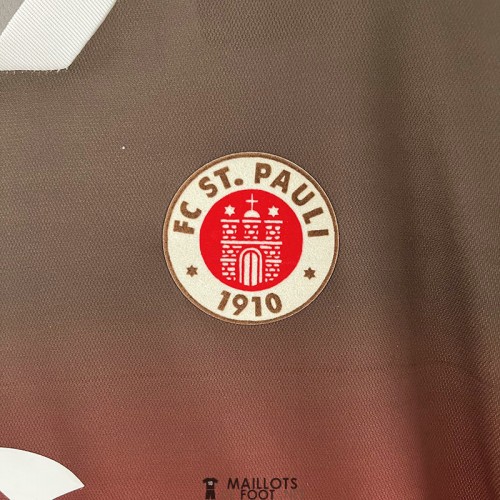 FC ST. PAULI
1910
MAILLOTS
FOOT